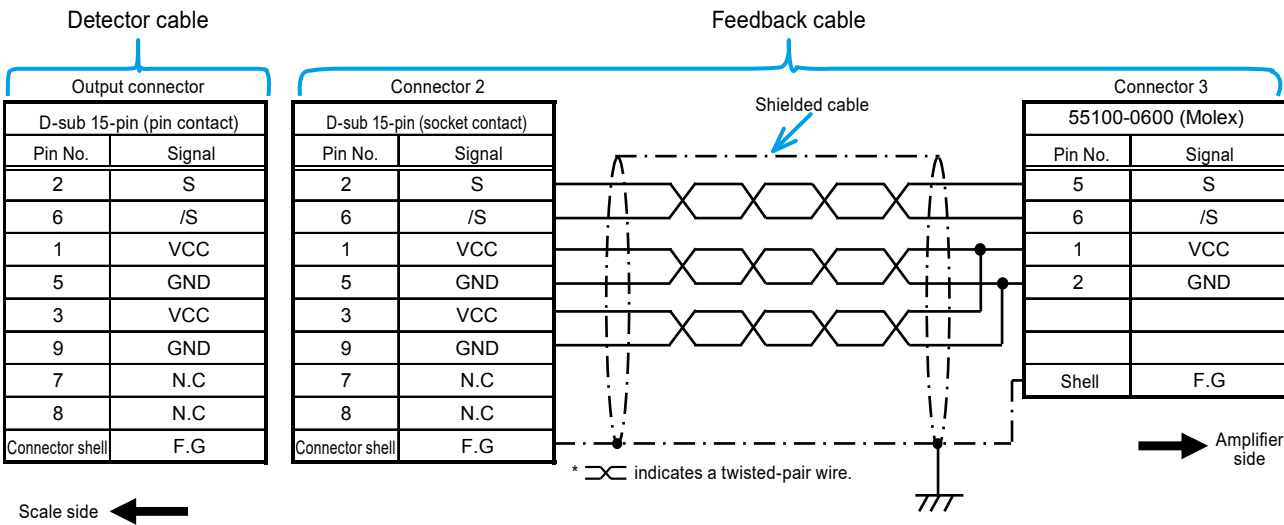 Detector cable
Feedback cable
Output connector
D-sub 15-pin (pin contact)
Pin No. Signal
2 S
6 /S
1 VCC
5 GND
3 VCC
9 GND
7 N.C
8 N.C
Connector shell F.G
Connector 2
D-sub 15-pin (socket contact)
Pin No. Signal
2 S
6 /S
1 VCC
5 GND
3 VCC
9 GND
7 N.C
8 N.C
Connector shell F.G
Shielded cable
Connector 3
55100-0600 (Molex)
Pin No. Signal
5 S
6 /S
1 VCC
2 GND
Shell F.G
* indicates a twisted-pair wire.
Amplifier
side
Scale side